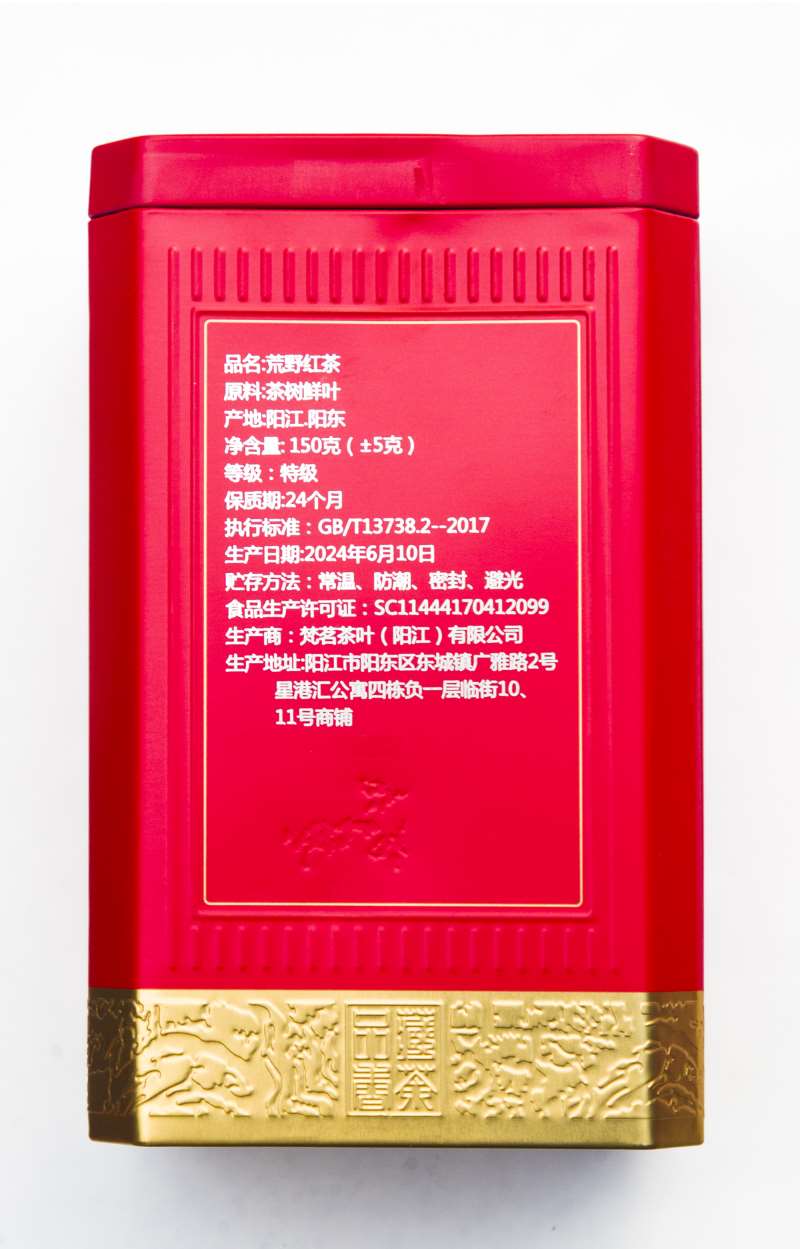 品名:荒野红茶
原料:茶树鲜叶
产地:阳江.阳东
净含量: 150克（±5克）
等级：特级
保质期:24个月
执行标准：GB/T13738.2--2017
生产日期:2024年6月10日
贮存方法：常温、防潮、密封、避光
食品生产许可证：SC11444170412099
生产商：梵茗茶叶（阳江）有限公司
生产地址:阳江市阳东区东城镇广雅路2号
星港汇公寓四栋负一层临街10、
11号商铺